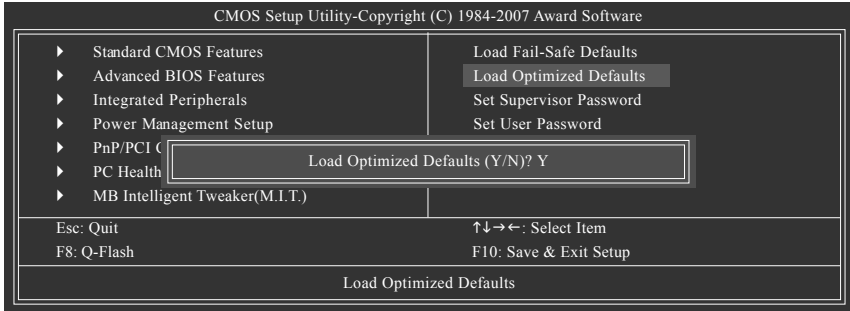 CMOS Setup Utility-Copyright (C) 1984-2007 Award Software
Standard CMOS Features
Advanced BIOS Features
Integrated Peripherals
Power Management Setup
PnP/PCI
PC Health
MB Intelligent Tweaker(M.I.T.)
Load Fail-Safe Defaults
Load Optimized Defaults
Set Supervisor Password
Set User Password
Load Optimized Defaults (Y/N)? Y
Esc: Quit
↑↓→←: Select Item
F8: Q-Flash
F10: Save & Exit Setup
Load Optimized Defaults